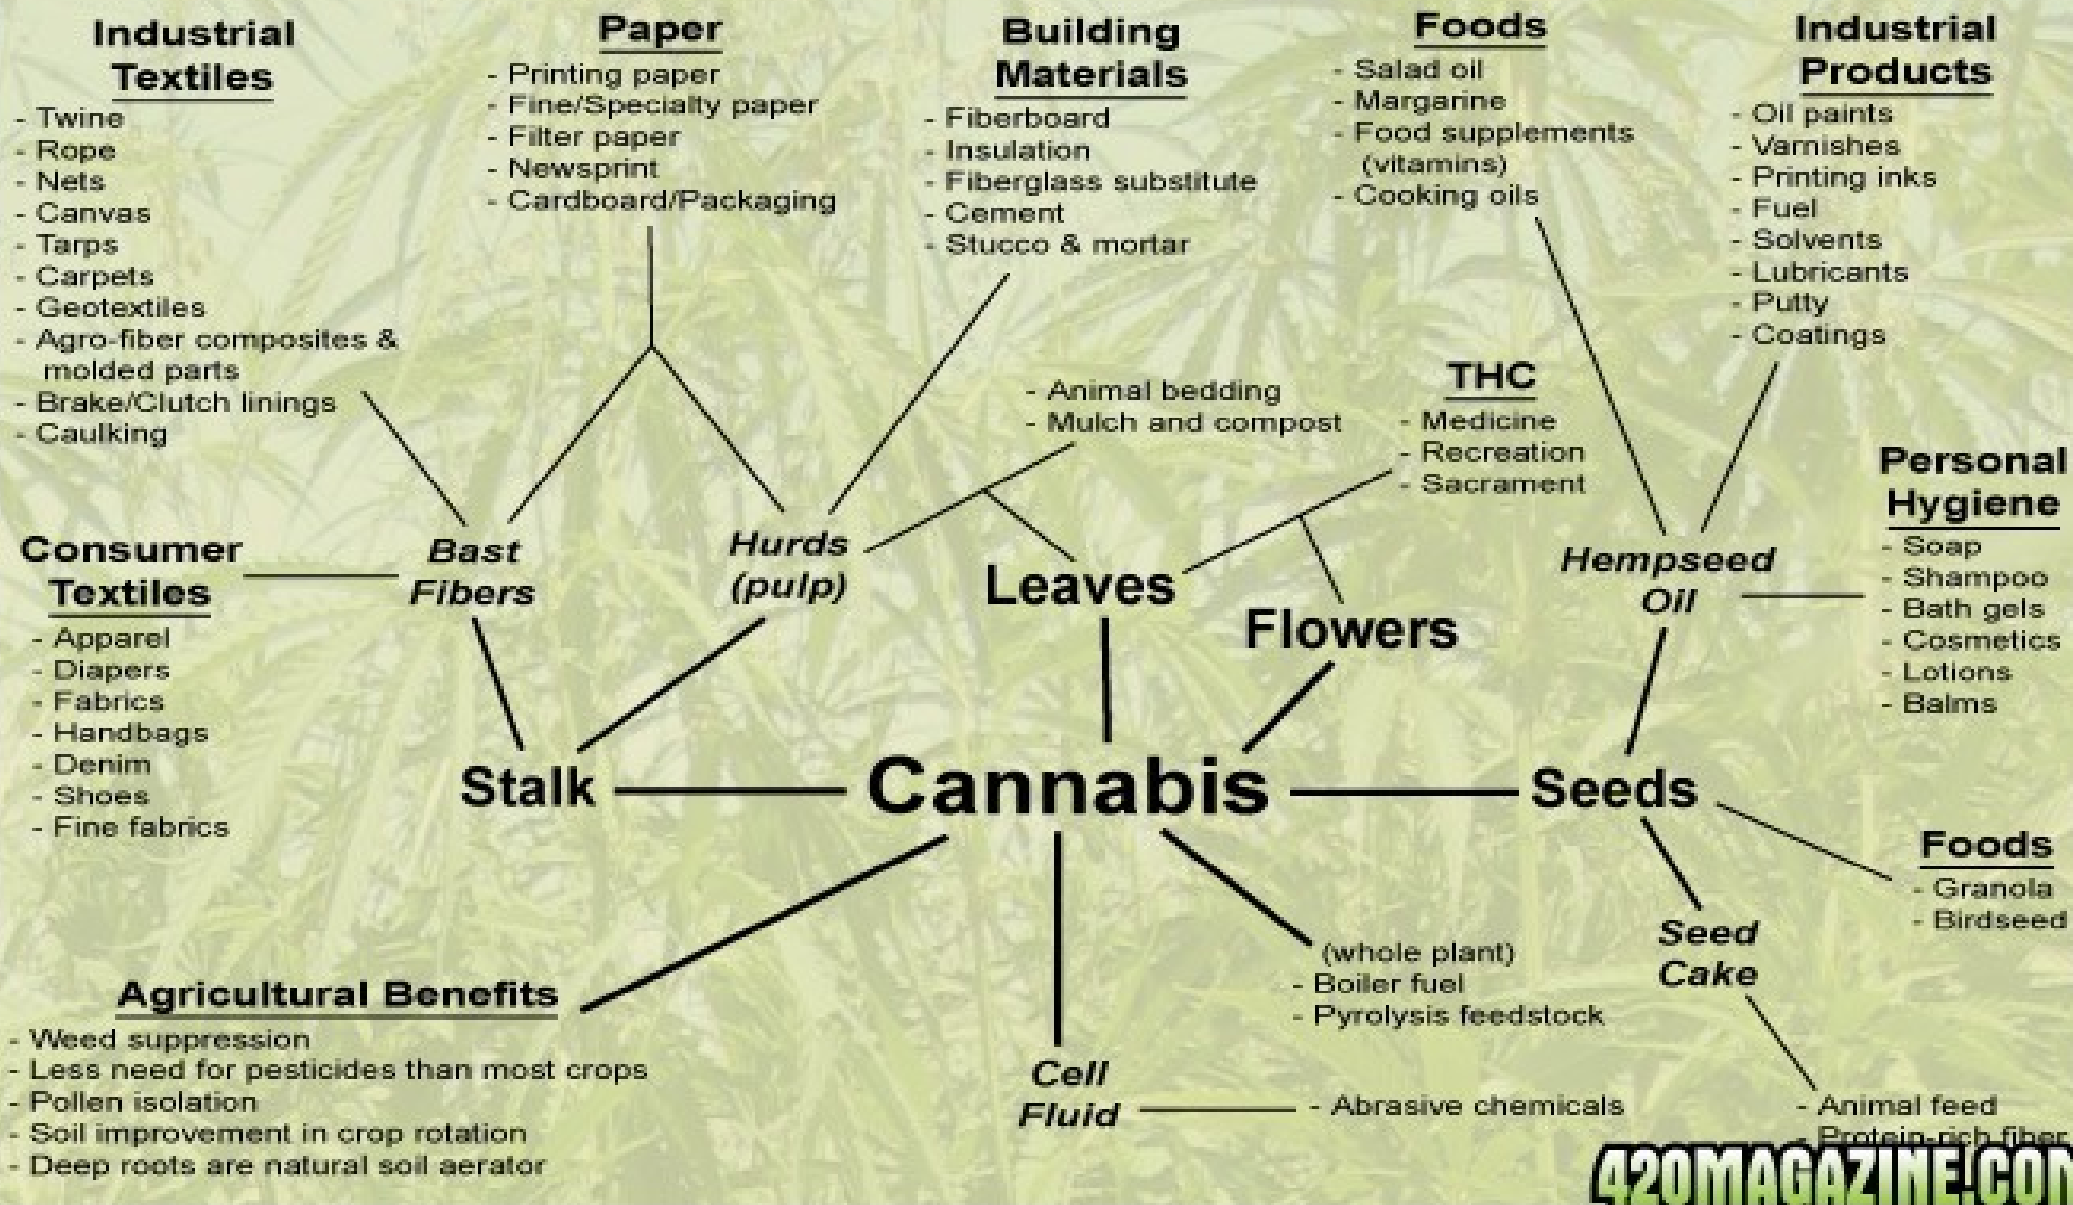 Industrial
Textiles
- Twine
- Rope
- Nets
- Canvas
- Tarps
- Carpets
- Geotextiles
- Agro-fiber composites &
molded parts
- Brake/Clutch linings
- Caulking
Paper
- Printing paper
- Fine/Specialty paper
- Filter paper
- Newsprint
- Cardboard/Packaging
Building
Materials
- Fiberboard
- Insulation
- Fiberglass substitute
- Cement
- Stucco & mortar
Foods
- Salad oil
- Margarine
- Food supplements
(vitamins)
- Cooking oils
Industrial
Products
- Oil paints
- Varnishes
- Printing inks
- Fuel
- Solvents
- Lubricants
- Putty
- Coatings
- Animal bedding
- Mulch and compost
THC
- Medicine
- Recreation
- Sacrament
Personal
Hygiene
- Soap
- Shampoo
- Bath gels
- Cosmetics
- Lotions
- Balms
Consumer
Textiles
- Apparel
- Diapers
- Fabrics
- Handbags
- Denim
- Shoes
- Fine fabrics
Bast
Fibers
Hurds
(pulp)
Leaves
Flowers
Hempseed
Oil
Stalk
Cannabis
Seeds
Foods
- Granola
- Birdseed
Seed
Cake
(whole plant)
- Boiler fuel
- Pyrolysis feedstock
Agricultural Benefits
- Weed suppression
- Less need for pesticides than most crops
- Pollen isolation
- Soil improvement in crop rotation
- Deep roots are natural soil aerator
Cell
Fluid
- Abrasive chemicals
- Animal feed
- Protein-rich fiber
420MAGAZINE.COM